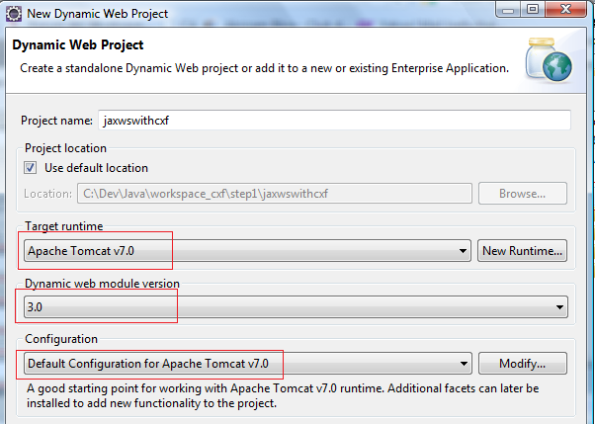 New Dynamic Web Project
Dynamic Web Project
Create a standalone Dynamic Web project or add it to a new or existing Enterprise Application.
Project name: jaxwswithcxf
Project location
Use default location
Location: C:\Dev\Java\workspace_cxf\step1\jaxwswithcxf Browse...
Target runtime
Apache Tomcat v7.0 New Runtime...
Dynamic web module version
3.0
Configuration
Default Configuration for Apache Tomcat v7.0 Modify...
A good starting point for working with Apache Tomcat v7.0 runtime. Additional facets can later be
installed to add new functionality to the project.